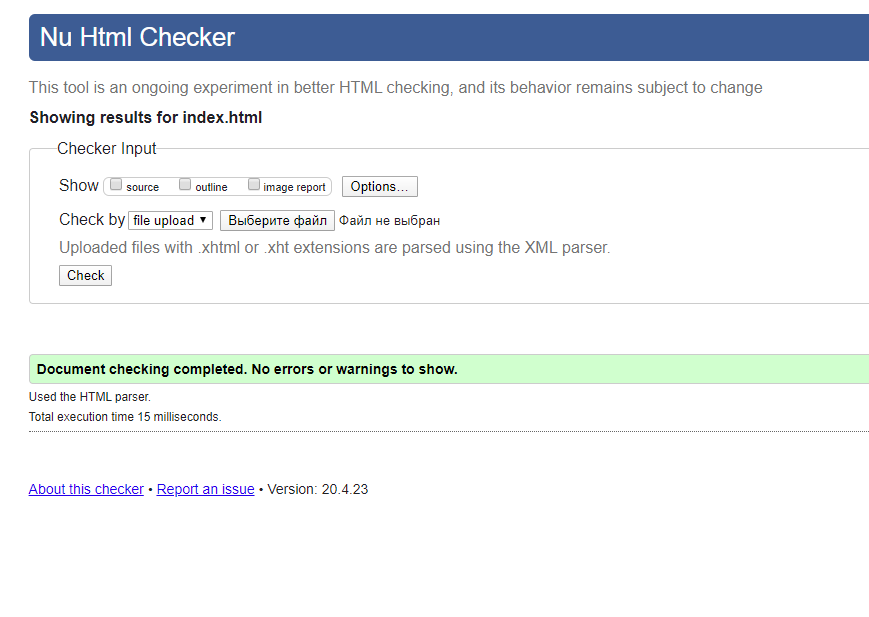 Nu Html Checker
This tool is an ongoing experiment in better HTML checking, and its behavior remains subject to change
Showing results for index.html
Checker Input
Show source outline image report Options...
Check by file upload Выберите файл Файл не выбран
Uploaded files with .xhtml or .xht extensions are parsed using the XML parser.
Check
Document checking completed. No errors or warnings to show.
Used the HTML parser.
Total execution time 15 milliseconds.
About this checker • Report an issue • Version: 20.4.23